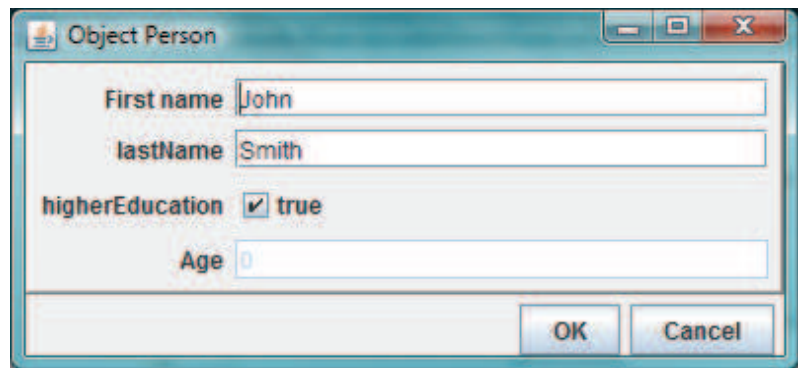 Object Person
First name John
lastName Smith
higherEducation true
Age 0
OK Cancel